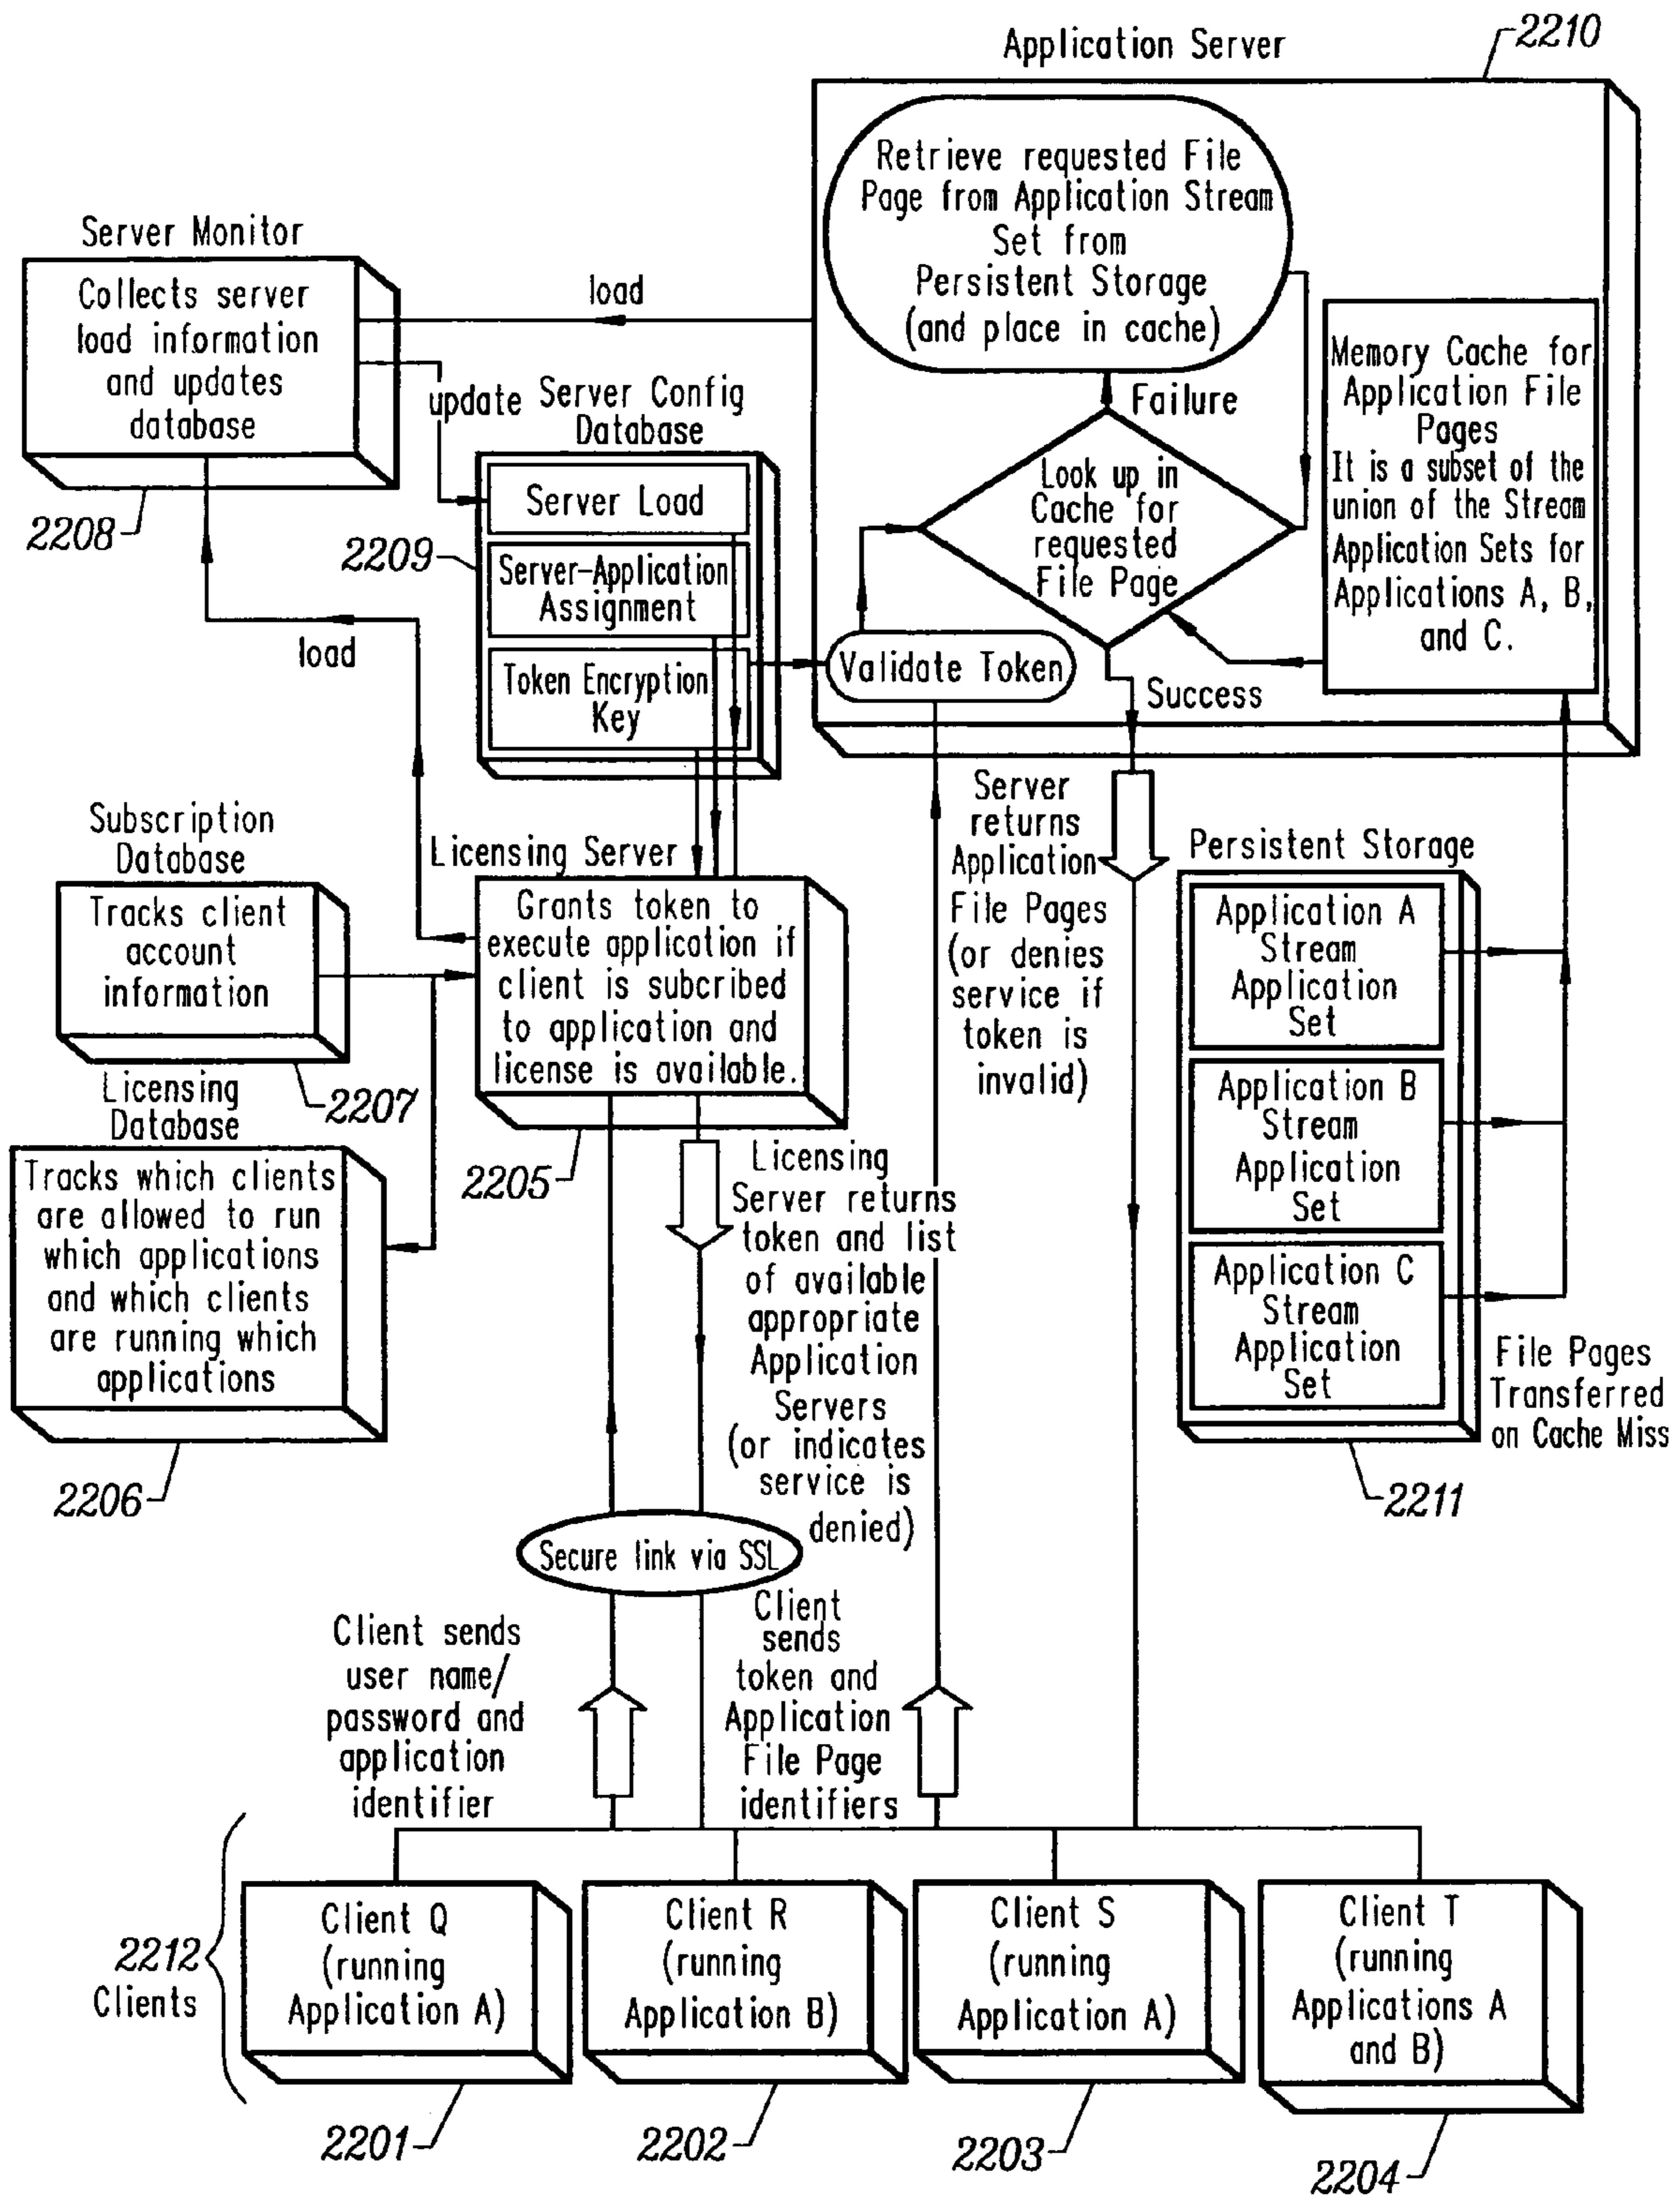 Application Server
2210
Retrieve requested File
Page from Application Stream
Set from
Persistent Storage
(and place in cache)
Failure
Look up in
Cache for
requested
File Page
Validate Token
Success
Memory Cache for
Application File
Pages
It is a subset of the
union of the Stream
Application Sets for
Applications A, B,
and C.
Server Monitor
Collects server
load information
and updates
database
2208
load
update
load
Server Config
Database
2209
Server Load
Server-Application
Assignment
Token Encryption
Key
Subscription
Database
Tracks client
account
information
2207
Licensing
Database
Tracks which clients
are allowed to run
which applications
and which clients
are running which
applications
2206
Licensing Server
Grants token to
execute application if
client is subcribed
to application and
license is available.
2205
Server
returns
Application
File Pages
(or denies
service if
token is
invalid)
Persistent Storage
Application A
Stream
Application
Set
Application B
Stream
Application
Set
Application C
Stream
Application
Set
2211
File Pages
Transferred
on Cache Miss
Licensing
Server returns
token and list
of available
appropriate
Application
Servers
(or indicates
service is
denied)
Secure link via SSL
Client sends
user name/
password and
application
identifier
Client
sends
token and
Application
File Page
identifiers
2212
Clients
Client Q
(running
Application A)
2201
Client R
(running
Application B)
2202
Client S
(running
Application A)
2203
Client T
(running
Applications A
and B)
2204